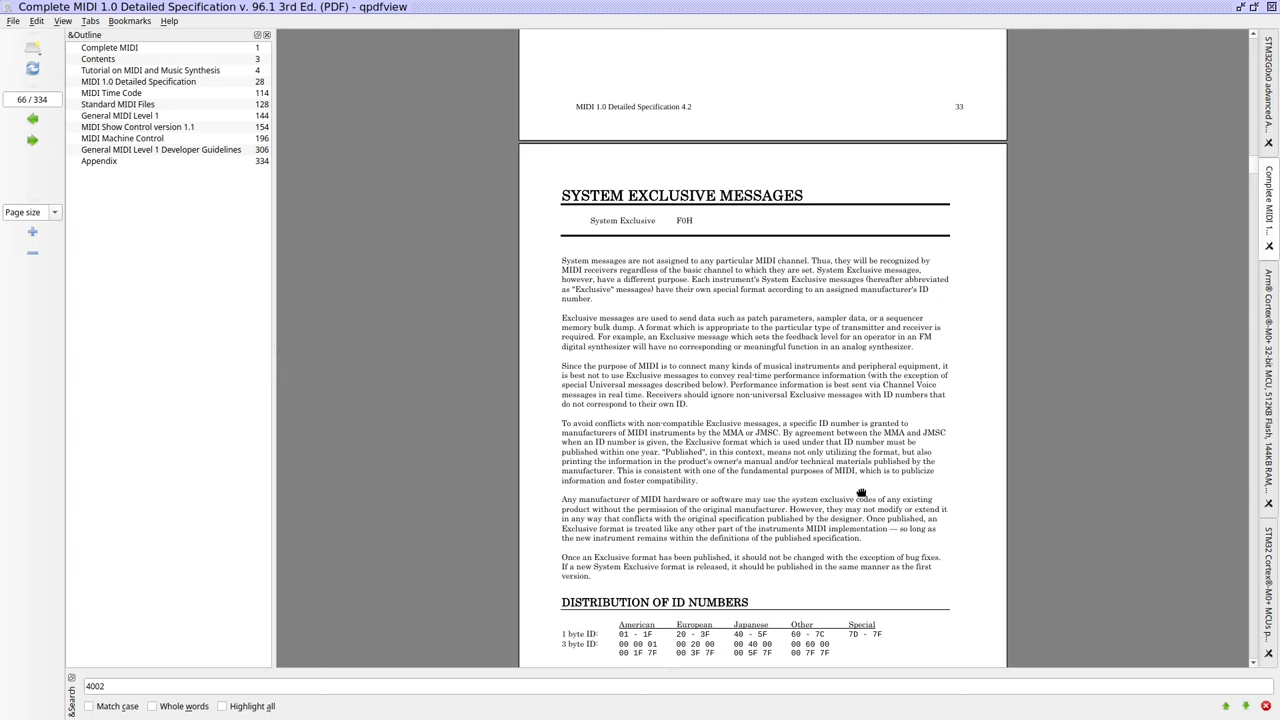 Complete MIDI 1.0 Detailed Specification v. 96.1 3rd Ed. (PDF) - qpdfview
File Edit View Tabs Bookmarks Help
66 / 334
Page size
&Outline
Complete MIDI 1
Contents 3
Tutorial on MIDI and Music Synthesis 4
MIDI 1.0 Detailed Specification 28
MIDI Time Code 114
Standard MIDI Files 128
General MIDI Level 1 144
MIDI Show Control version 1.1 154
MIDI Machine Control 196
General MIDI Level 1 Developer Guidelines 306
Appendix 334
MIDI 1.0 Detailed Specification 4.2 33
SYSTEM EXCLUSIVE MESSAGES
System Exclusive F0H
System messages are not assigned to any particular MIDI channel. Thus, they will be recognized by
MIDI receivers regardless of the basic channel to which they are set. System Exclusive messages,
however, have a different purpose. Each instrument's System Exclusive messages (hereafter abbreviated
as "Exclusive" messages) have their own special format according to an assigned manufacturer's ID
number.
Exclusive messages are used to send data such as patch parameters, sampler data, or a sequencer
memory bulk dump. A format which is appropriate to the particular type of transmitter and receiver is
required. For example, an Exclusive message which sets the feedback level for an operator in an FM
digital synthesizer will have no corresponding or meaningful function in an analog synthesizer.
Since the purpose of MIDI is to connect many kinds of musical instruments and peripheral equipment, it
is best not to use Exclusive messages to convey real-time performance information (with the exception of
special Universal messages described below). Performance information is best sent via Channel Voice
messages in real time. Receivers should ignore non-universal Exclusive messages with ID numbers that
do not correspond to their own ID.
To avoid conflicts with non-compatible Exclusive messages, a specific ID number is granted to
manufacturers of MIDI instruments by the MMA or JMSC. By agreement between the MMA and JMSC
when an ID number is given, the Exclusive format which is used under that ID number must be
published within one year. "Published", in this context, means not only utilizing the format, but also
printing the information in the product's owner's manual and/or technical materials published by the
manufacturer. This is consistent with one of the fundamental purposes of MIDI, which is to publicize
information and foster compatibility.
Any manufacturer of MIDI hardware or software may use the system exclusive codes of any existing
product without the permission of the original manufacturer. However, they may not modify or extend it
in any way that conflicts with the original specification published by the designer. Once published, an
Exclusive format is treated like any other part of the instruments MIDI implementation — so long as
the new instrument remains within the definitions of the published specification.
Once an Exclusive format has been published, it should not be changed with the exception of bug fixes.
If a new System Exclusive format is released, it should be published in the same manner as the first
version.
DISTRIBUTION OF ID NUMBERS
American European Japanese Other Special
1 byte ID: 01 - 1F 20 - 3F 40 - 5F 60 - 7C 7D - 7F
3 byte ID: 00 00 01 00 20 00 00 40 00 00 60 00
00 1F 7F 00 3F 7F 00 5F 7F 00 7F 7F
STM32G0x0 advanced A...
Complete MIDI 1...
Arm® Cortex®-M0+ 32-bit MCU, 512KB Flash, 144KB RAM, ...
STM32 Cortex®-M0+ MCUs p...
&Search
4002
Match case Whole words Highlight all